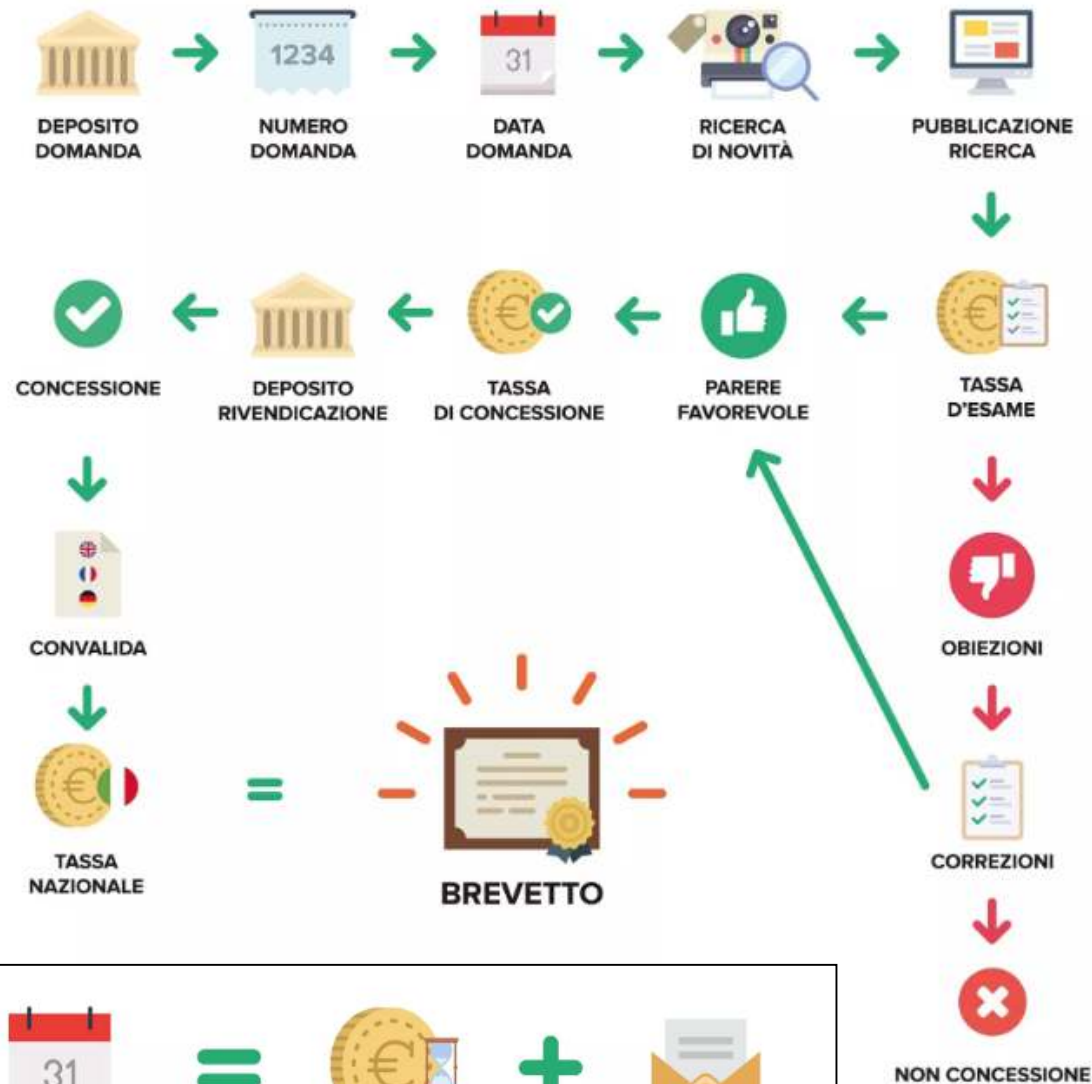 1234
31
DEPOSITO
DOMANDA
NUMERO
DOMANDA
DATA
DOMANDA
RICERCA
DI NOVITÀ
PUBBLICAZIONE
RICERCA
CONCESSIONE
DEPOSITO
RIVENDICAZIONE
TASSA
DI CONCESSIONE
PARERE
FAVOREVOLE
TASSA
D'ESAME
CONVALIDA
OBIEZIONI
TASSA
NAZIONALE
=
BREVETTO
CORREZIONI
31
=
+
NON CONCESSIONE